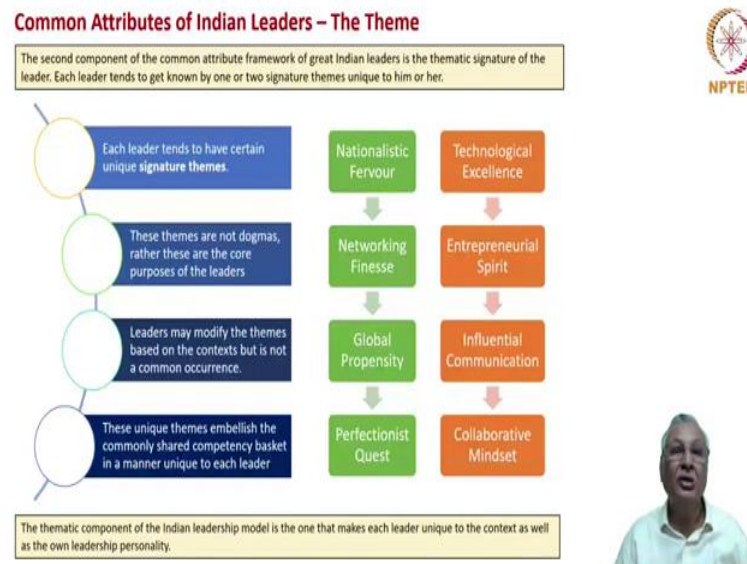 Common Attributes of Indian Leaders – The Theme
The second component of the common attribute framework of great Indian leaders is the thematic signature of the
leader. Each leader tends to get known by one or two signature themes unique to him or her.
NPTEL
Each leader tends to have certain
unique signature themes.
These themes are not dogmas,
rather these are the core
purposes of the leaders
Leaders may modify the themes
based on the contexts but is not
a common occurrence.
These unique themes embellish the
commonly shared competency basket
in a manner unique to each leader
Nationalistic
Fervour
Networking
Finesse
Global
Propensity
Perfectionist
Quest
Technological
Excellence
Entrepreneurial
Spirit
Influential
Communication
Collaborative
Mindset
The thematic component of the Indian leadership model is the one that makes each leader unique to the context as well
as the own leadership personality.